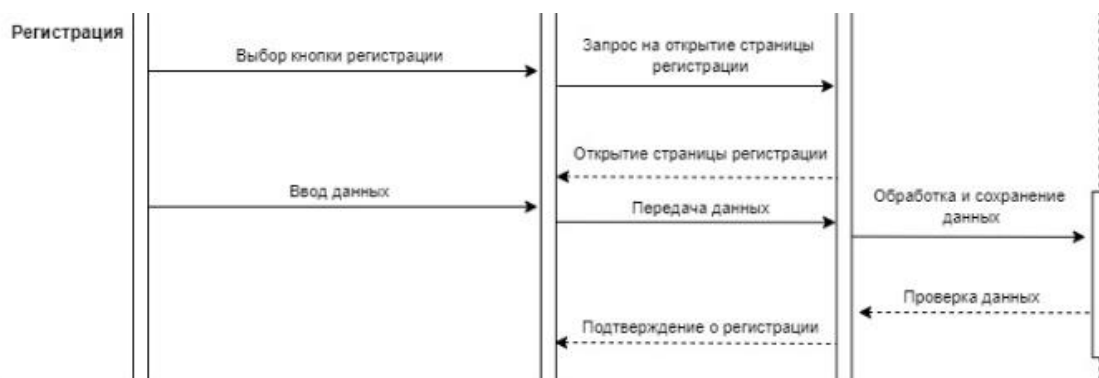 Регистрация
Выбор кнопки регистрации
Запрос на открытие страницы
регистрации
Открытие страницы регистрации
Ввод данных
Передача данных
Обработка и сохранение
данных
Проверка данных
Подтверждение о регистрации